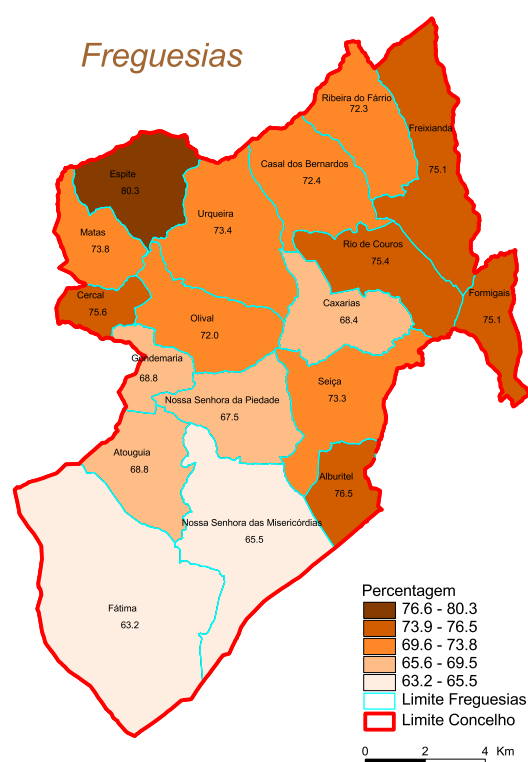 Freguesias
Ribeira do Fárrio
72.3
Freixianda
75.1
Casal dos Bernardos
72.4
Espite
80.3
Urqueira
73.4
Matas
73.8
Rio de Couros
75.4
Cercal
75.6
Formigais
75.1
Caxarias
68.4
Olival
72.0
Gondemaria
68.8
Seiça
73.3
Nossa Senhora da Piedade
67.5
Atouguia
68.8
Alburitel
76.5
Nossa Senhora das Misericórdias
65.5
Fátima
63.2
Percentagem
76.6 - 80.3
73.9 - 76.5
69.6 - 73.8
65.6 - 69.5
63.2 - 65.5
Limite Freguesias
Limite Concelho
0 2 4 Km